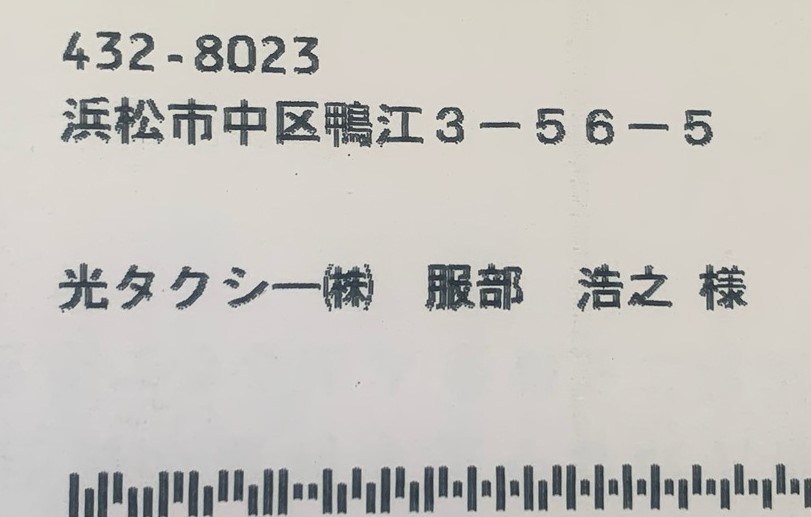 432-8023
浜松市中区鴨江3-56-5
光タクシー㈱ 服部 浩之 様